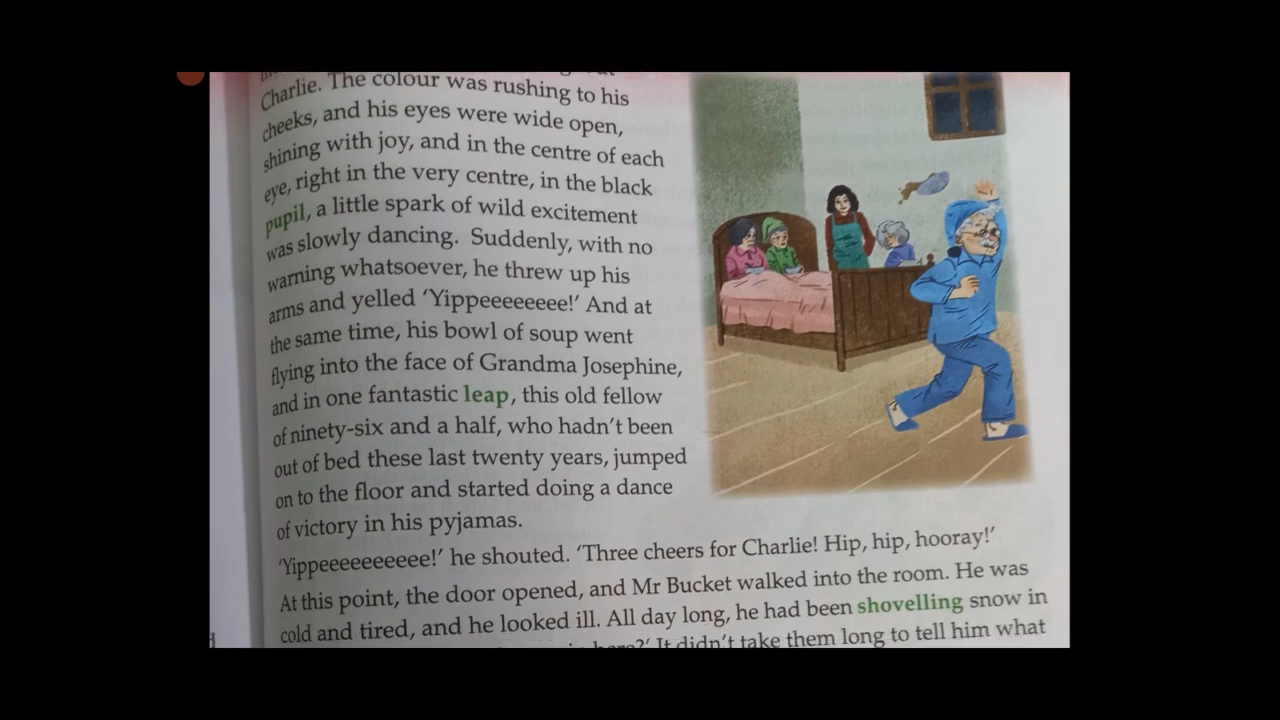 Charlie. The colour was rushing to his
cheeks, and his eyes were wide open,
shining with joy, and in the centre of each
eye, right in the very centre, in the black
pupil, a little spark of wild excitement
was slowly dancing. Suddenly, with no
warning whatsoever, he threw up his
arms and yelled ‘Yippeeeeeeee!’ And at
the same time, his bowl of soup went
flying into the face of Grandma Josephine,
and in one fantastic leap, this old fellow
of ninety-six and a half, who hadn’t been
out of bed these last twenty years, jumped
on to the floor and started doing a dance
of victory in his pyjamas.
‘Yippeeeeeeeeee!’ he shouted. ‘Three cheers for Charlie! Hip, hip, hooray!’
At this point, the door opened, and Mr Bucket walked into the room. He was
cold and tired, and he looked ill. All day long, he had been shovelling snow in
here?’ It didn’t take them long to tell him what